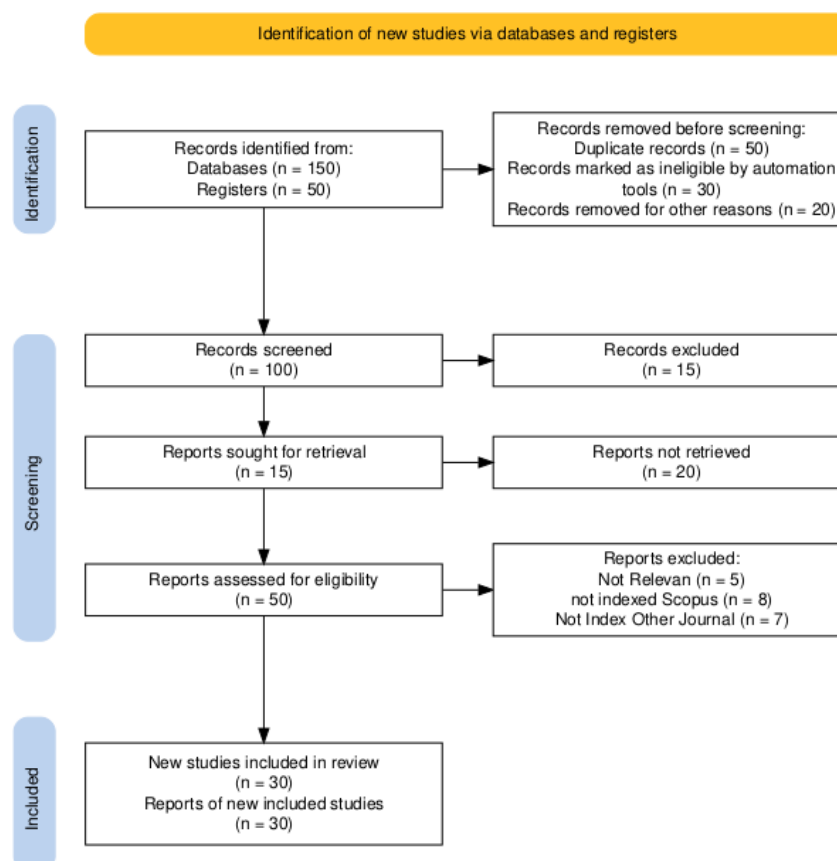 Identification of new studies via databases and registers
Identification
Records identified from:
Databases (n = 150)
Registers (n = 50)
Records removed before screening:
Duplicate records (n = 50)
Records marked as ineligible by automation
tools (n = 30)
Records removed for other reasons (n = 20)
Screening
Records screened
(n = 100)
Records excluded
(n = 15)
Reports sought for retrieval
(n = 15)
Reports not retrieved
(n = 20)
Reports assessed for eligibility
(n = 50)
Reports excluded:
Not Relevan (n = 5)
not indexed Scopus (n = 8)
Not Index Other Journal (n = 7)
Included
New studies included in review
(n = 30)
Reports of new included studies
(n = 30)